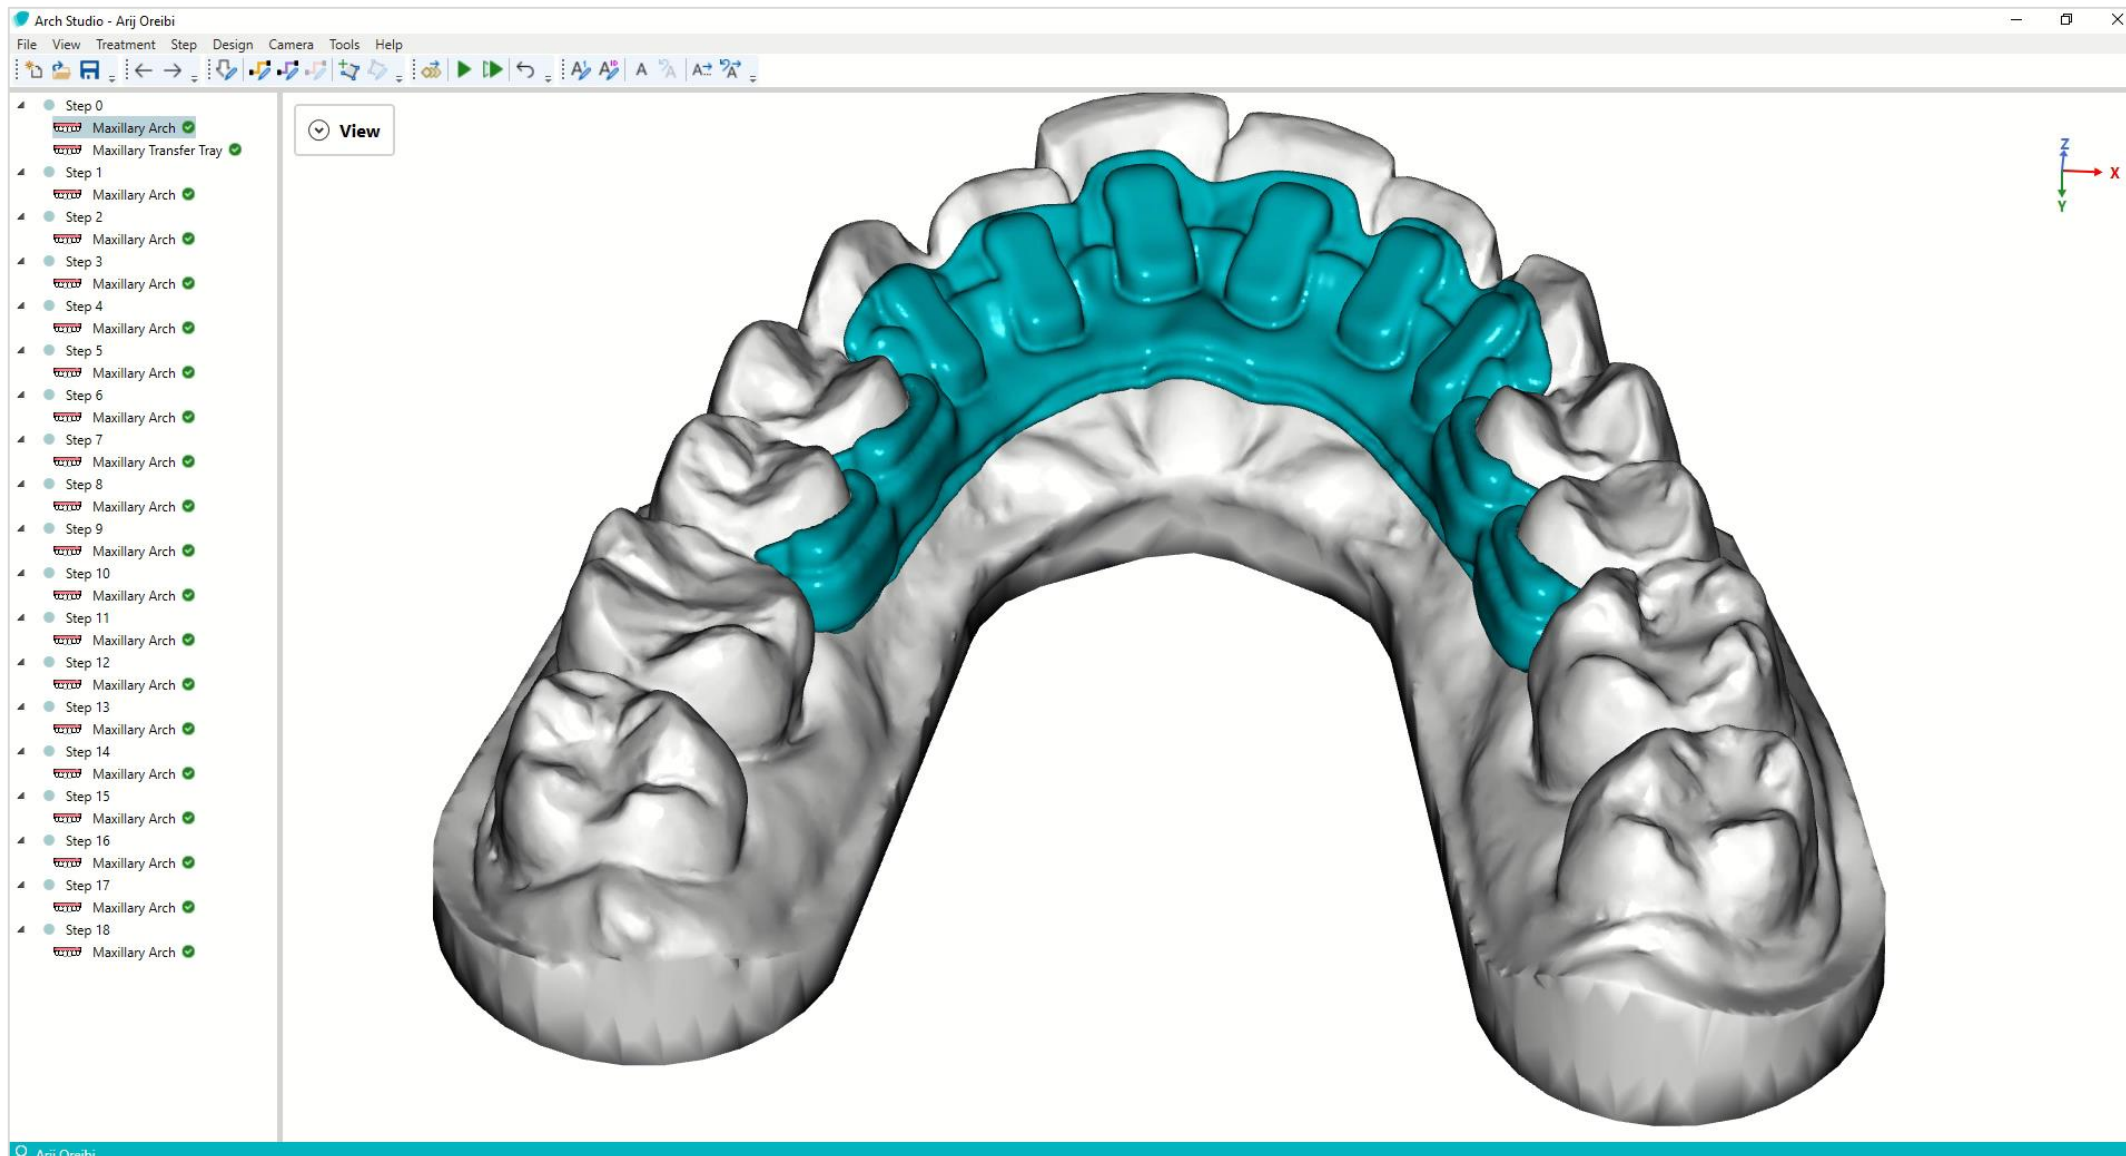 Arch Studio - Arij Oreibi
File View Treatment Step Design Camera Tools Help
Step 0
Maxillary Arch
Maxillary Transfer Tray
Step 1
Maxillary Arch
Step 2
Maxillary Arch
Step 3
Maxillary Arch
Step 4
Maxillary Arch
Step 5
Maxillary Arch
Step 6
Maxillary Arch
Step 7
Maxillary Arch
Step 8
Maxillary Arch
Step 9
Maxillary Arch
Step 10
Maxillary Arch
Step 11
Maxillary Arch
Step 12
Maxillary Arch
Step 13
Maxillary Arch
Step 14
Maxillary Arch
Step 15
Maxillary Arch
Step 16
Maxillary Arch
Step 17
Maxillary Arch
Step 18
Maxillary Arch
View
Z
X
Y
Arij Oreibi